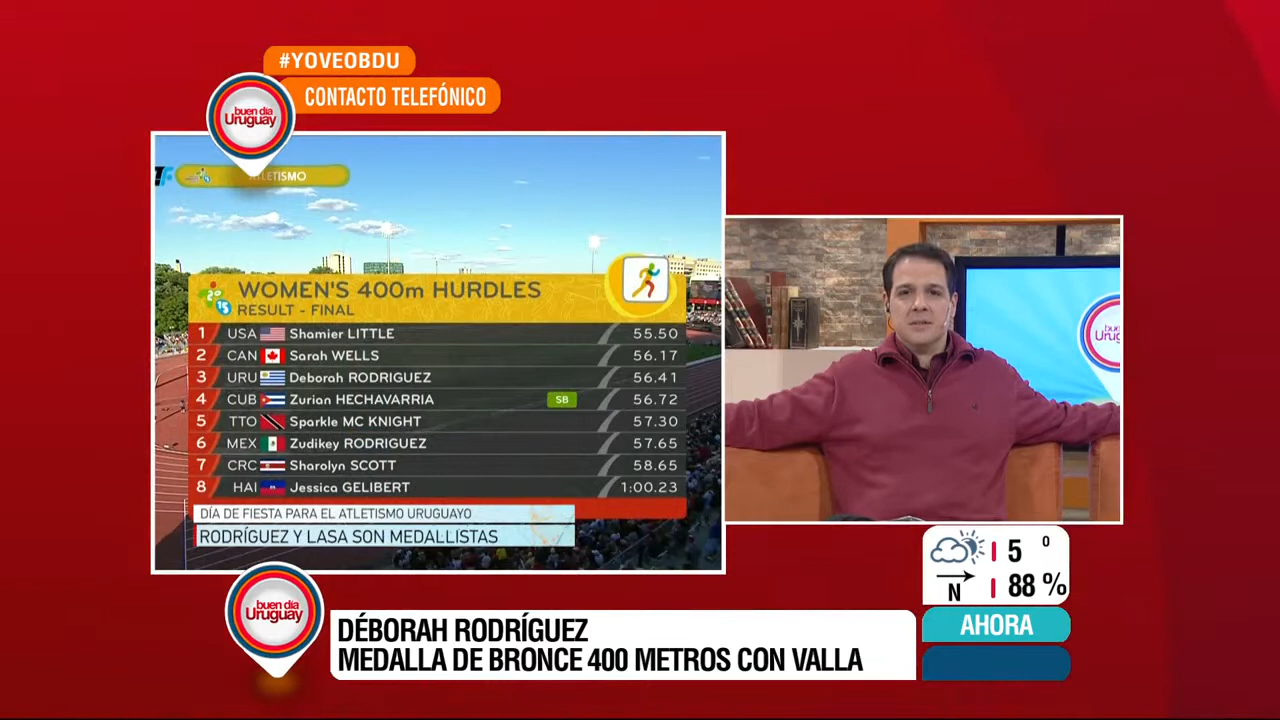 #YOVEOBDU
CONTACTO TELEFÓNICO
buen día
Uruguay
ATLETISMO
WOMEN'S 400m HURDLES
RESULT - FINAL
1 USA Shamier LITTLE 55.50
2 CAN Sarah WELLS 56.17
3 URU Deborah RODRIGUEZ 56.41
4 CUB Zurian HECHAVARRIA SB 56.72
5 TTO Sparkle MC KNIGHT 57.30
6 MEX Zudikey RODRIGUEZ 57.65
7 CRC Sharolyn SCOTT 58.65
8 HAI Jessica GELIBERT 1:00.23
DÍA DE FIESTA PARA EL ATLETISMO URUGUAYO
RODRÍGUEZ Y LASA SON MEDALLISTAS
buen día
Uruguay
DÉBORAH RODRÍGUEZ
MEDALLA DE BRONCE 400 METROS CON VALLA
5 º
N 88 %
AHORA